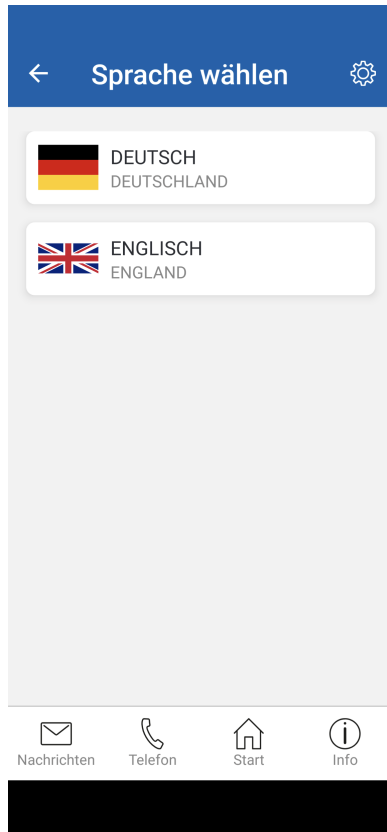 Sprache wählen
DEUTSCH
DEUTSCHLAND
ENGLISCH
ENGLAND
Nachrichten Telefon Start Info